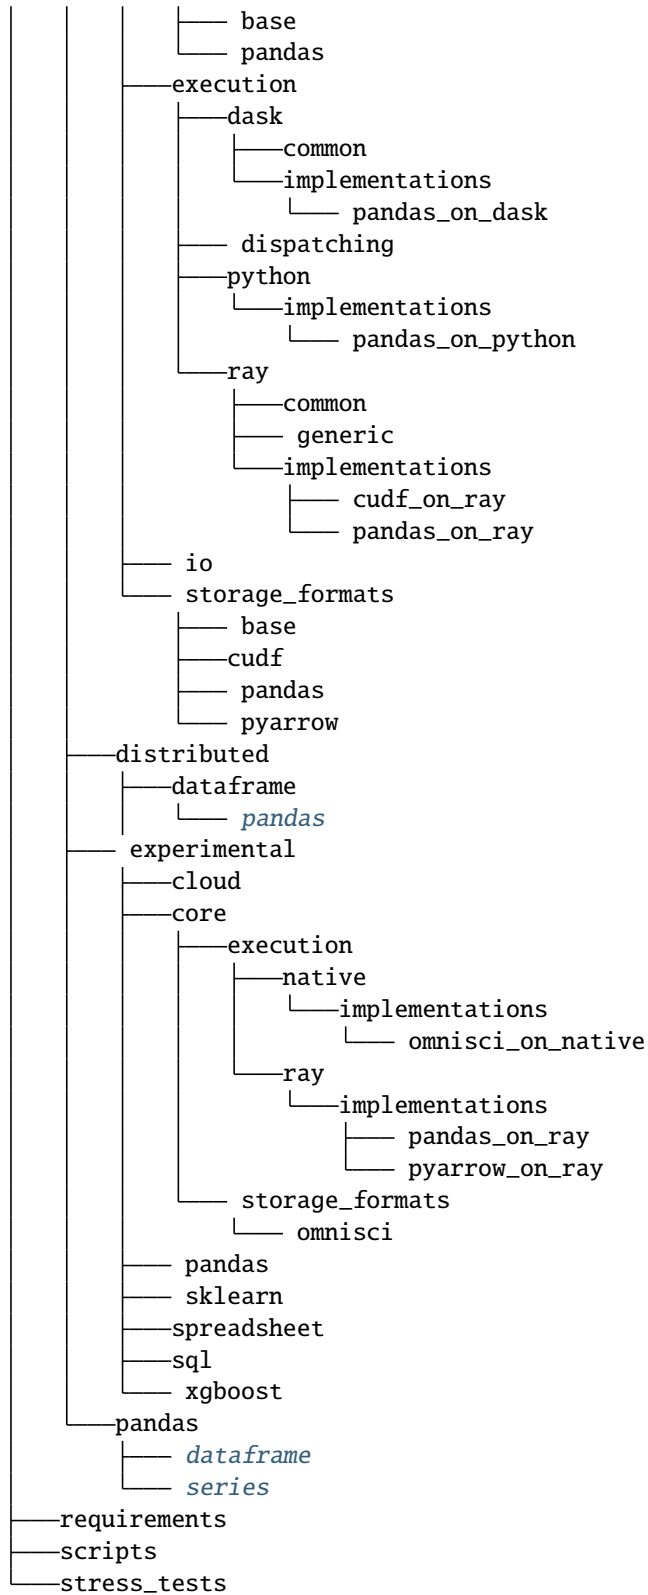 base
pandas
execution
dask
common
implementations
pandas_on_dask
dispatching
python
implementations
pandas_on_python
ray
common
generic
implementations
cudf_on_ray
pandas_on_ray
io
storage_formats
base
cudf
pandas
pyarrow
distributed
dataframe
pandas
experimental
cloud
core
execution
native
implementations
omnisci_on_native
ray
implementations
pandas_on_ray
pyarrow_on_ray
storage_formats
omnisci
pandas
sklearn
spreadsheet
sql
xgboost
pandas
dataframe
series
requirements
scripts
stress_tests